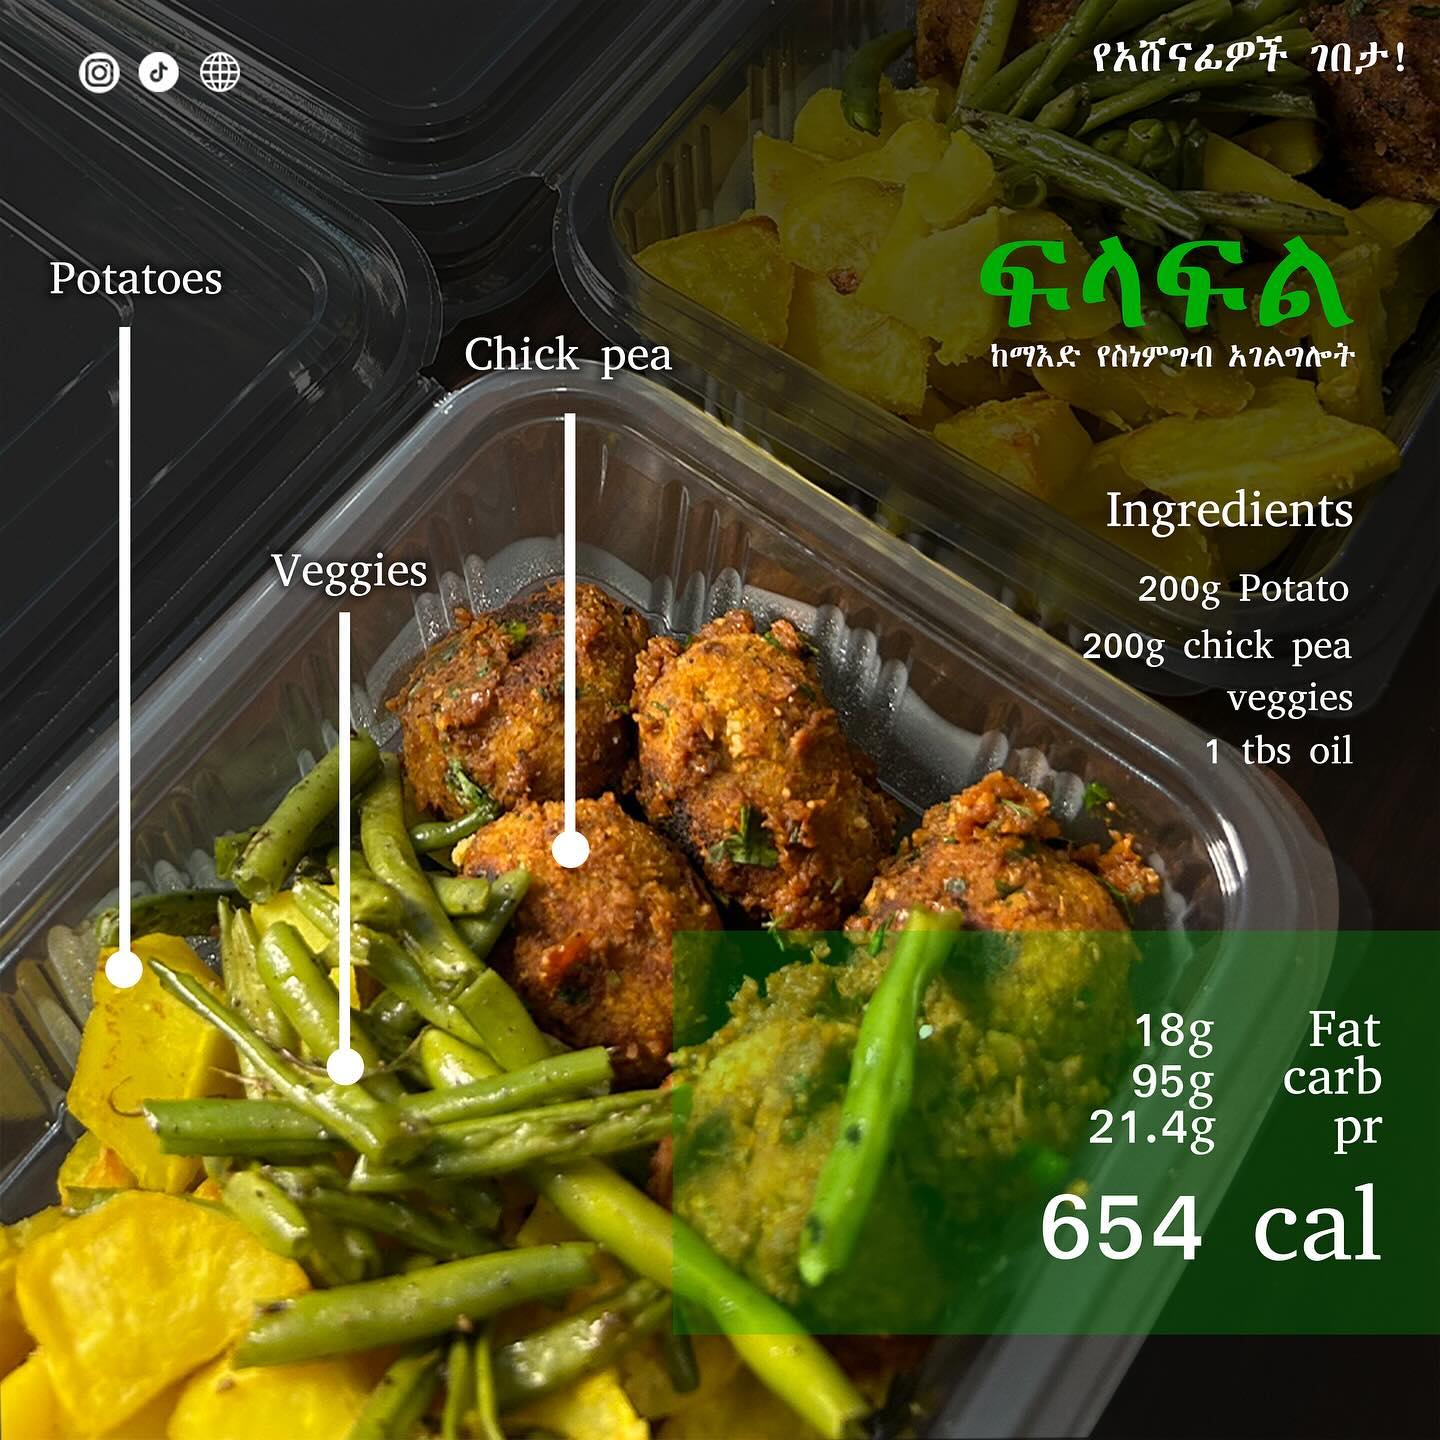 የአሸናፊዎች ገበታ!
ፍላፍል
ከማእድ የስነምግብ አገልግሎት
Potatoes
Chick pea
Veggies
Ingredients
200g Potato
200g chick pea
veggies
1 tbs oil
18g Fat
95g carb
21.4g pr
654 cal